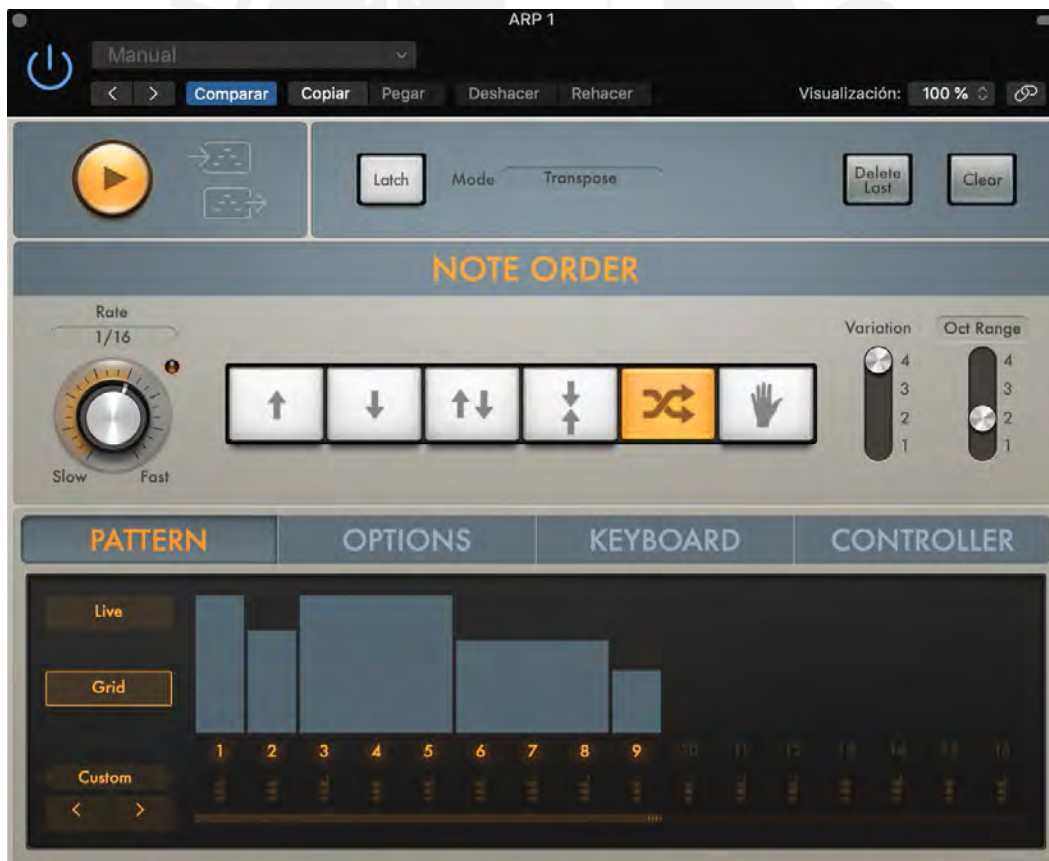 ARP 1
Manual
Comparar Copiar Pegar Deshacer Rehacer Visualización: 100 %
Latch Mode Transpose Delete Last Clear
NOTE ORDER
Rate
1/16
Slow Fast
Variation Oct Range
4 4
3 3
2 2
1 1
PATTERN OPTIONS KEYBOARD CONTROLLER
Live
Grid
1 2 3 4 5 6 7 8 9 10 11 12 13 14 15 16
Custom